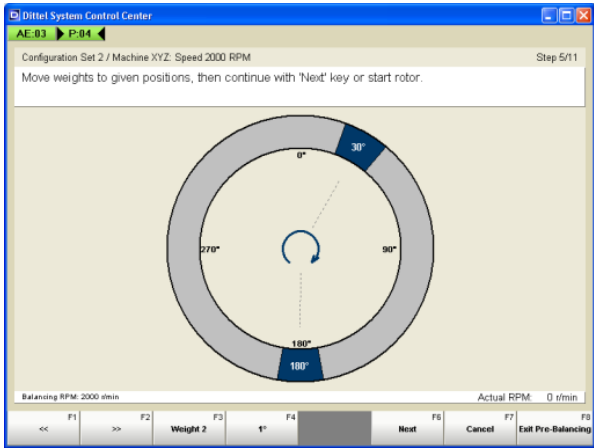 Dittel System Control Center
AE:03 P:04
Configuration Set 2 / Machine XYZ: Speed 2000 RPM Step 5/11
Move weights to given positions, then continue with 'Next' key or start rotor.
30°
0°
270° 90°
180°
180°
Balancing RPM: 2000 r/min Actual RPM: 0 r/min
F1 F2 F3 F4 F6 F7 F8
<< >> Weight 2 1° Next Cancel Exit Pre-Balancing